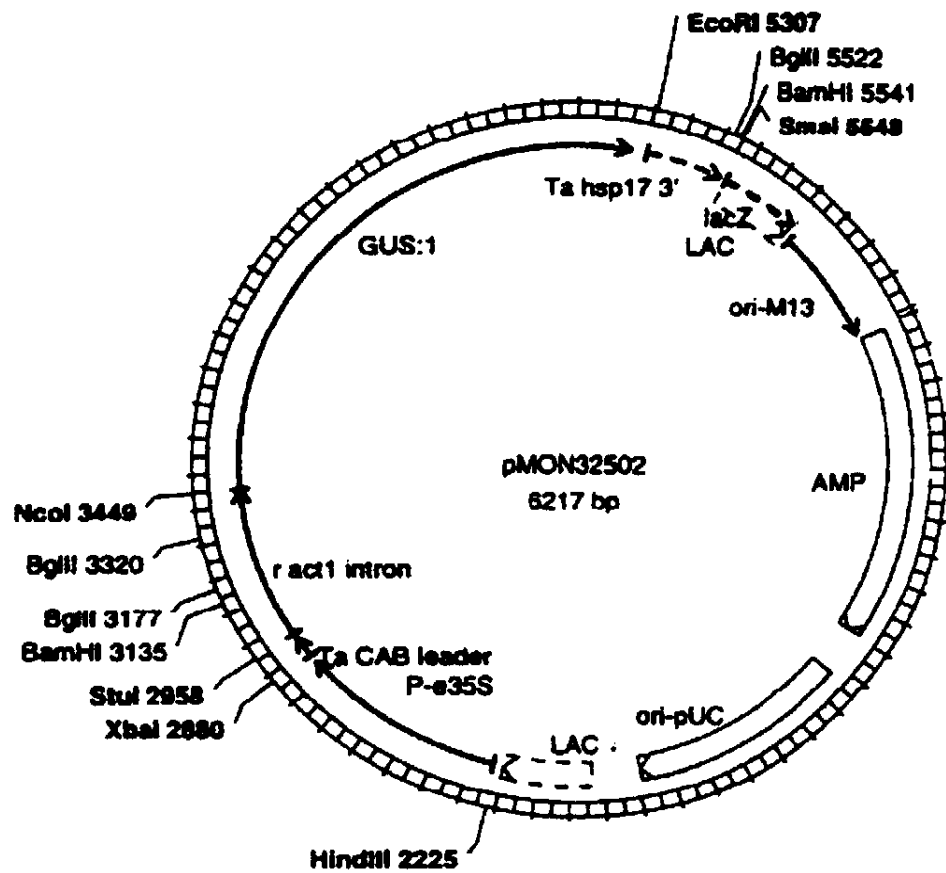 EcoRI 5307
BglII 5522
BamHI 5541
SmaI 5548
Ta hsp17 3'
lacZ
LAC
GUS:1
ori-M13
pMON32502
6217 bp
AMP
NcoI 3449
BglII 3320
r act1 intron
BglII 3177
BamHI 3135
Ta CAB leader
P-e35S
StuI 2958
XbaI 2880
ori-pUC
LAC
HindIII 2225